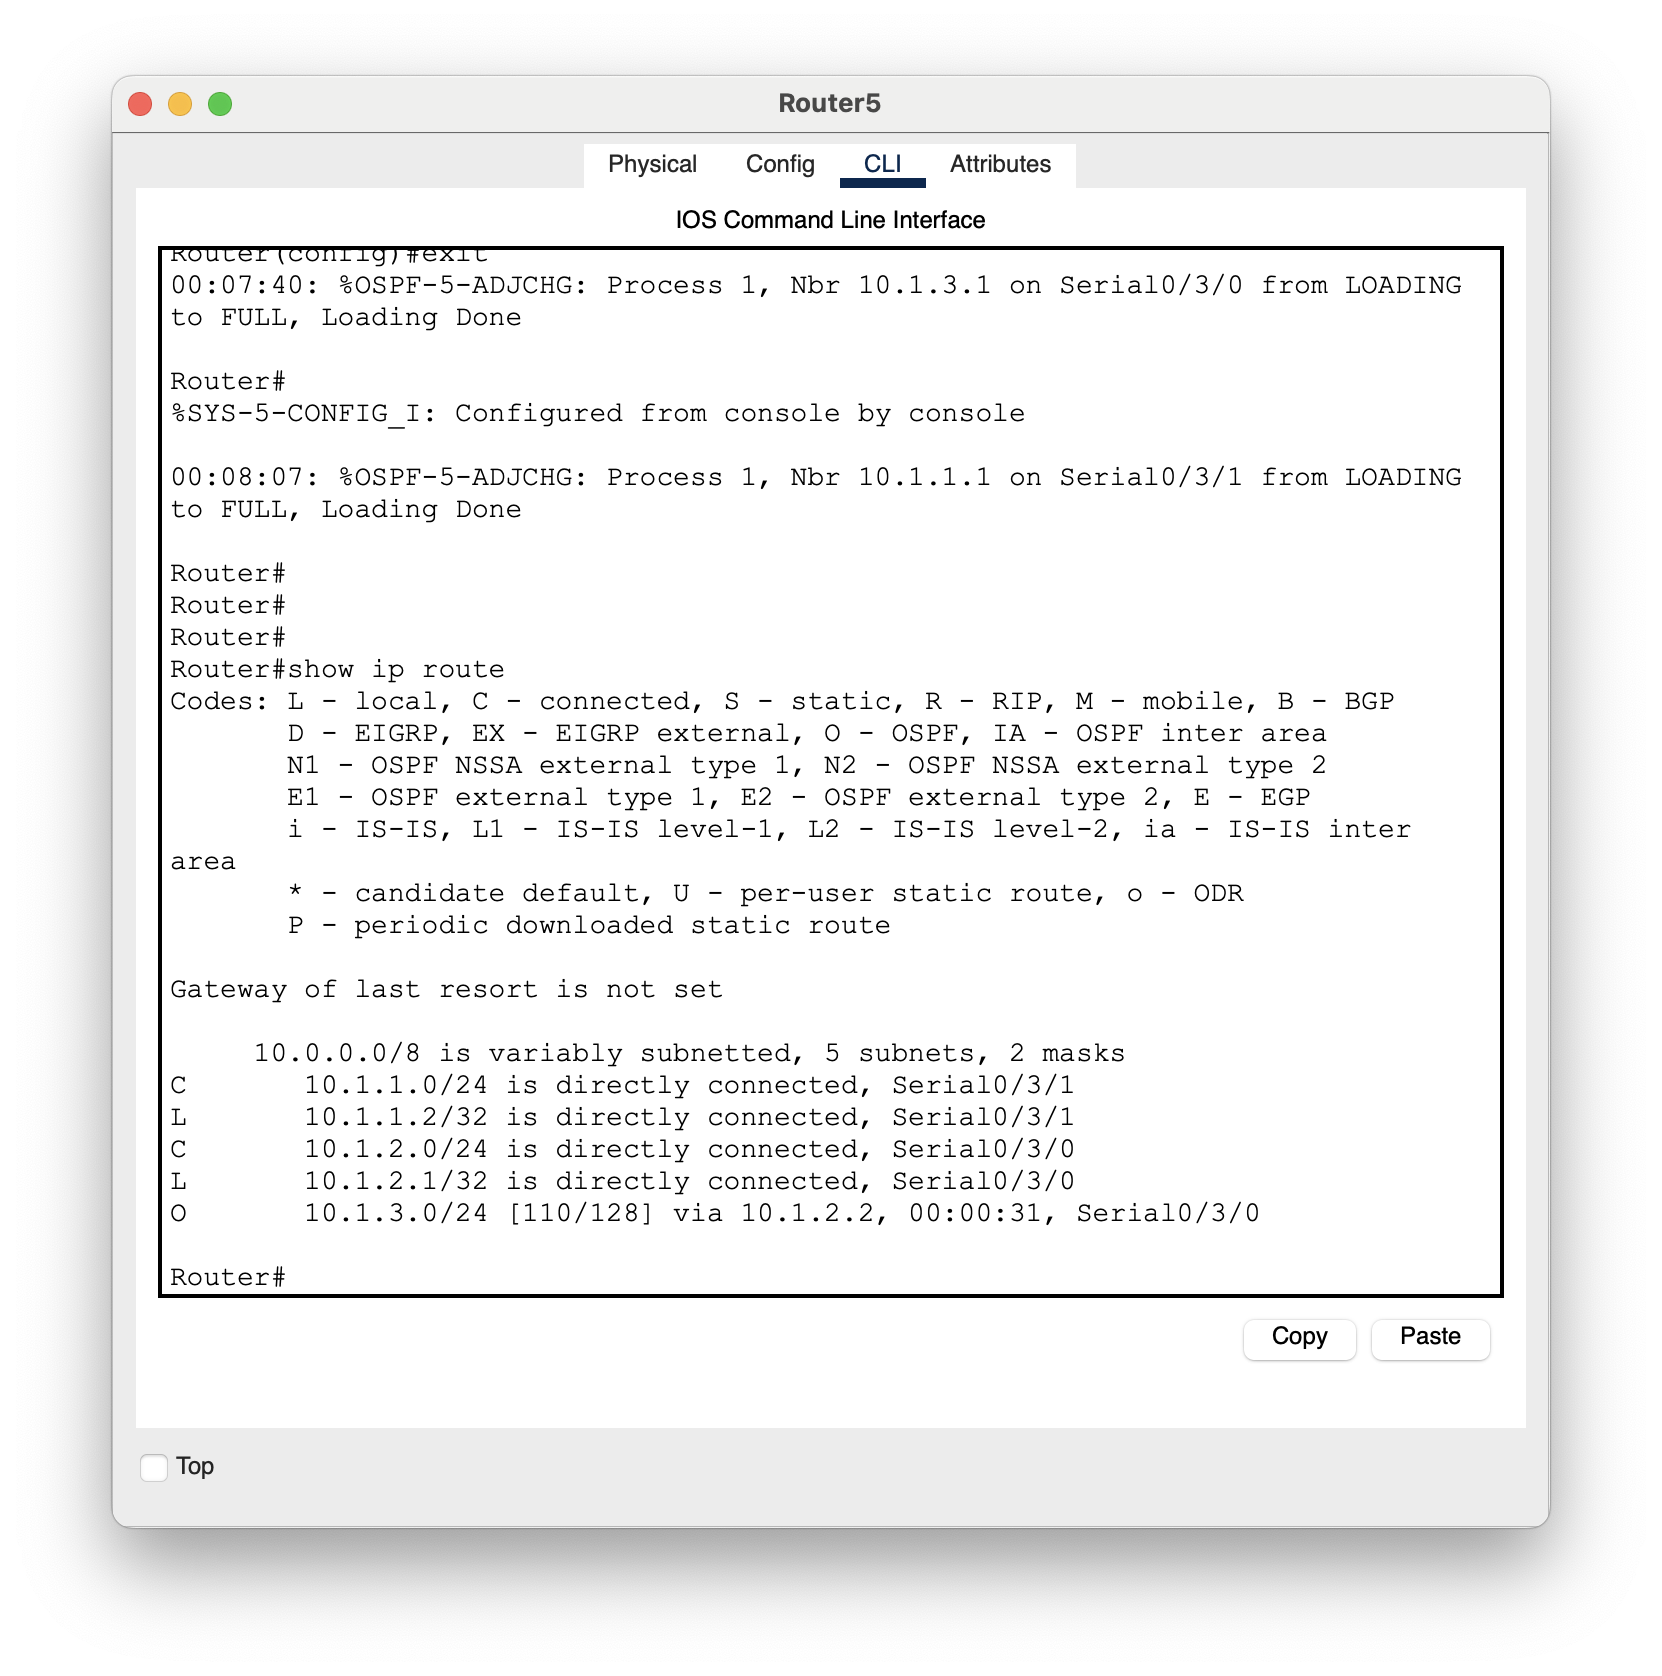 Router5
Physical Config CLI Attributes
IOS Command Line Interface
Router(config)#exit
00:07:40: %OSPF-5-ADJCHG: Process 1, Nbr 10.1.3.1 on Serial0/3/0 from LOADING
to FULL, Loading Done
Router#
%SYS-5-CONFIG_I: Configured from console by console
00:08:07: %OSPF-5-ADJCHG: Process 1, Nbr 10.1.1.1 on Serial0/3/1 from LOADING
to FULL, Loading Done
Router#
Router#
Router#
Router#show ip route
Codes: L - local, C - connected, S - static, R - RIP, M - mobile, B - BGP
D - EIGRP, EX - EIGRP external, O - OSPF, IA - OSPF inter area
N1 - OSPF NSSA external type 1, N2 - OSPF NSSA external type 2
E1 - OSPF external type 1, E2 - OSPF external type 2, E - EGP
i - IS-IS, L1 - IS-IS level-1, L2 - IS-IS level-2, ia - IS-IS inter
area
* - candidate default, U - per-user static route, o - ODR
P - periodic downloaded static route
Gateway of last resort is not set
10.0.0.0/8 is variably subnetted, 5 subnets, 2 masks
C 10.1.1.0/24 is directly connected, Serial0/3/1
L 10.1.1.2/32 is directly connected, Serial0/3/1
C 10.1.2.0/24 is directly connected, Serial0/3/0
L 10.1.2.1/32 is directly connected, Serial0/3/0
O 10.1.3.0/24 [110/128] via 10.1.2.2, 00:00:31, Serial0/3/0
Router#
Copy Paste
Top